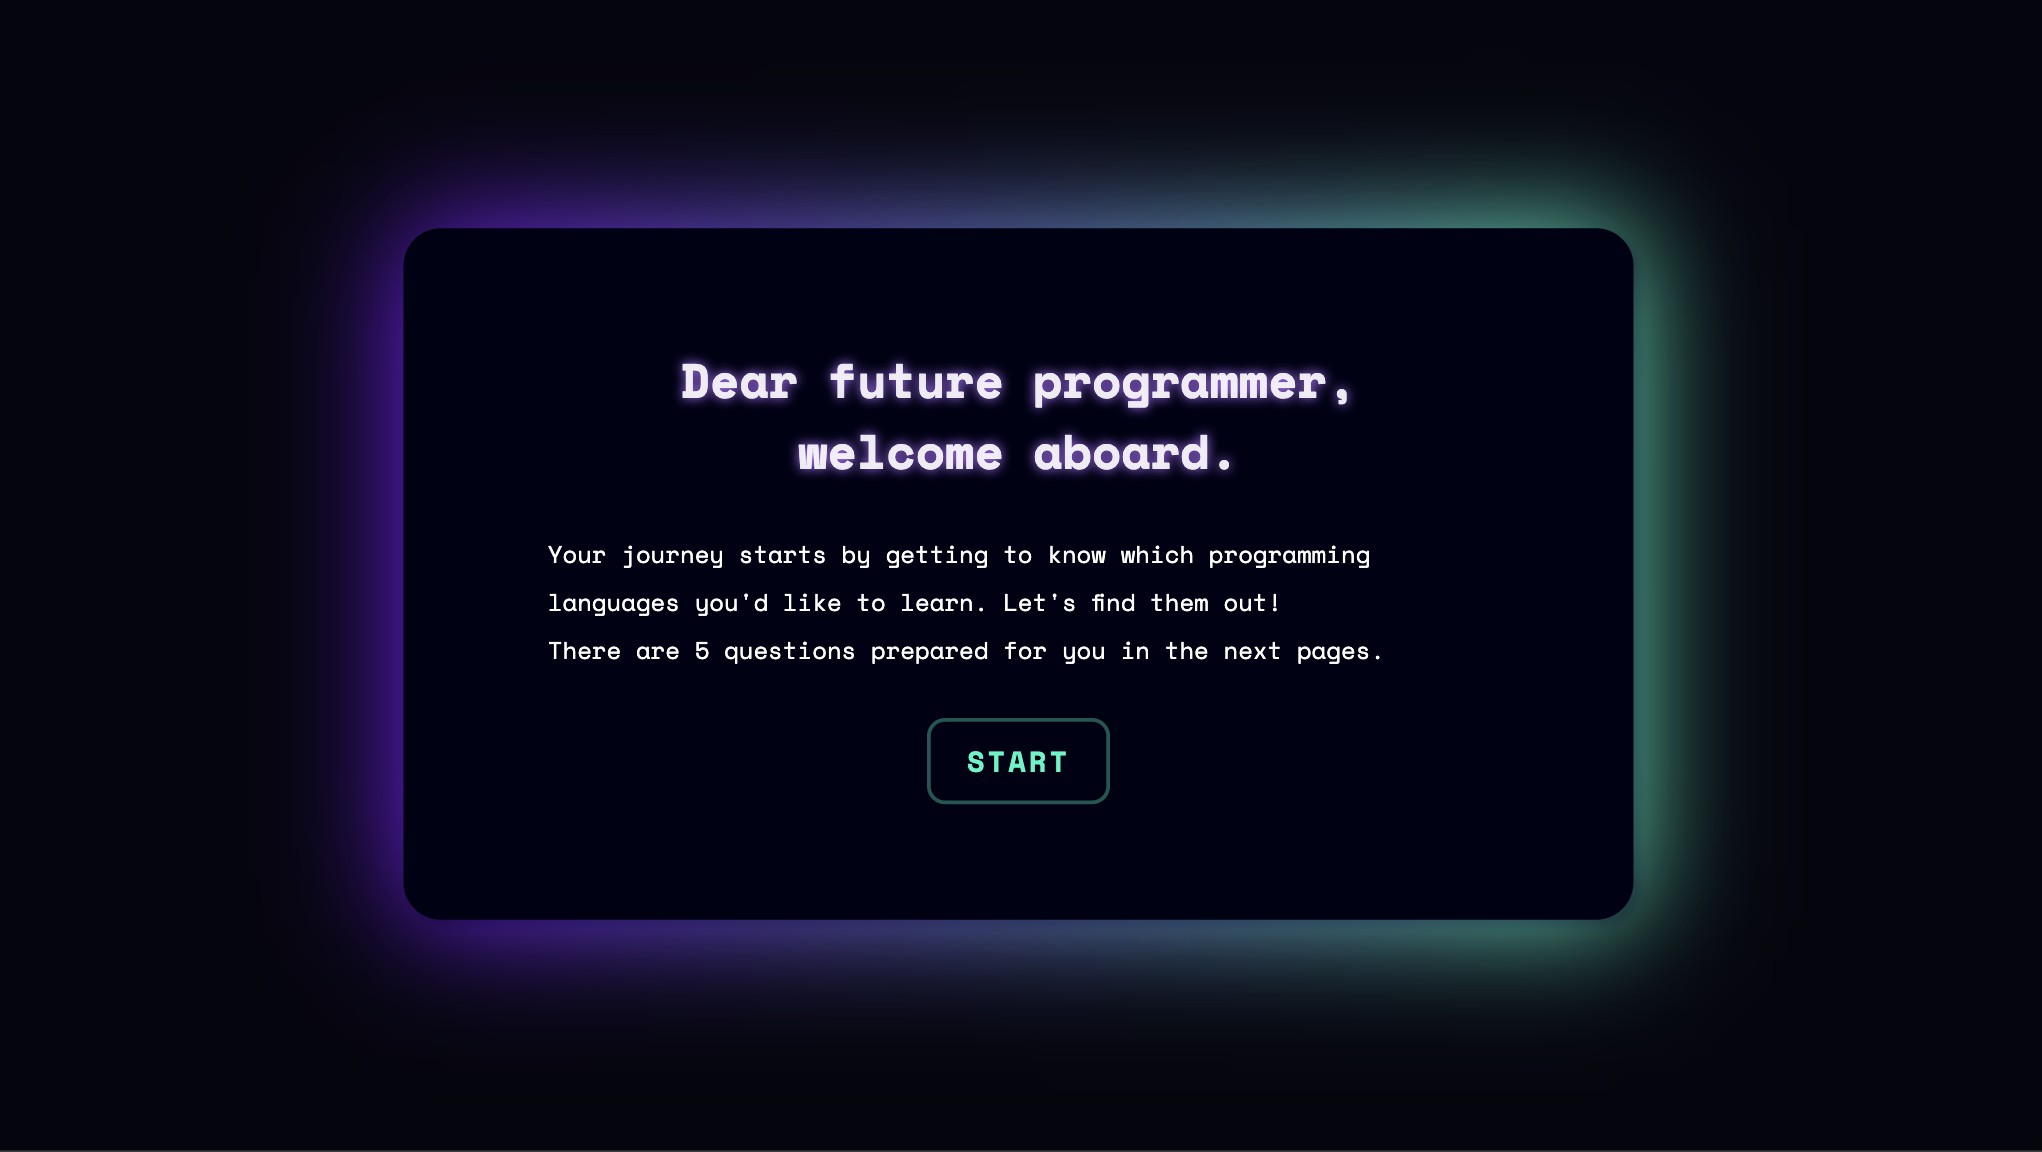 Dear future programmer,
welcome aboard.
Your journey starts by getting to know which programming
languages you'd like to learn. Let's find them out!
There are 5 questions prepared for you in the next pages.
START